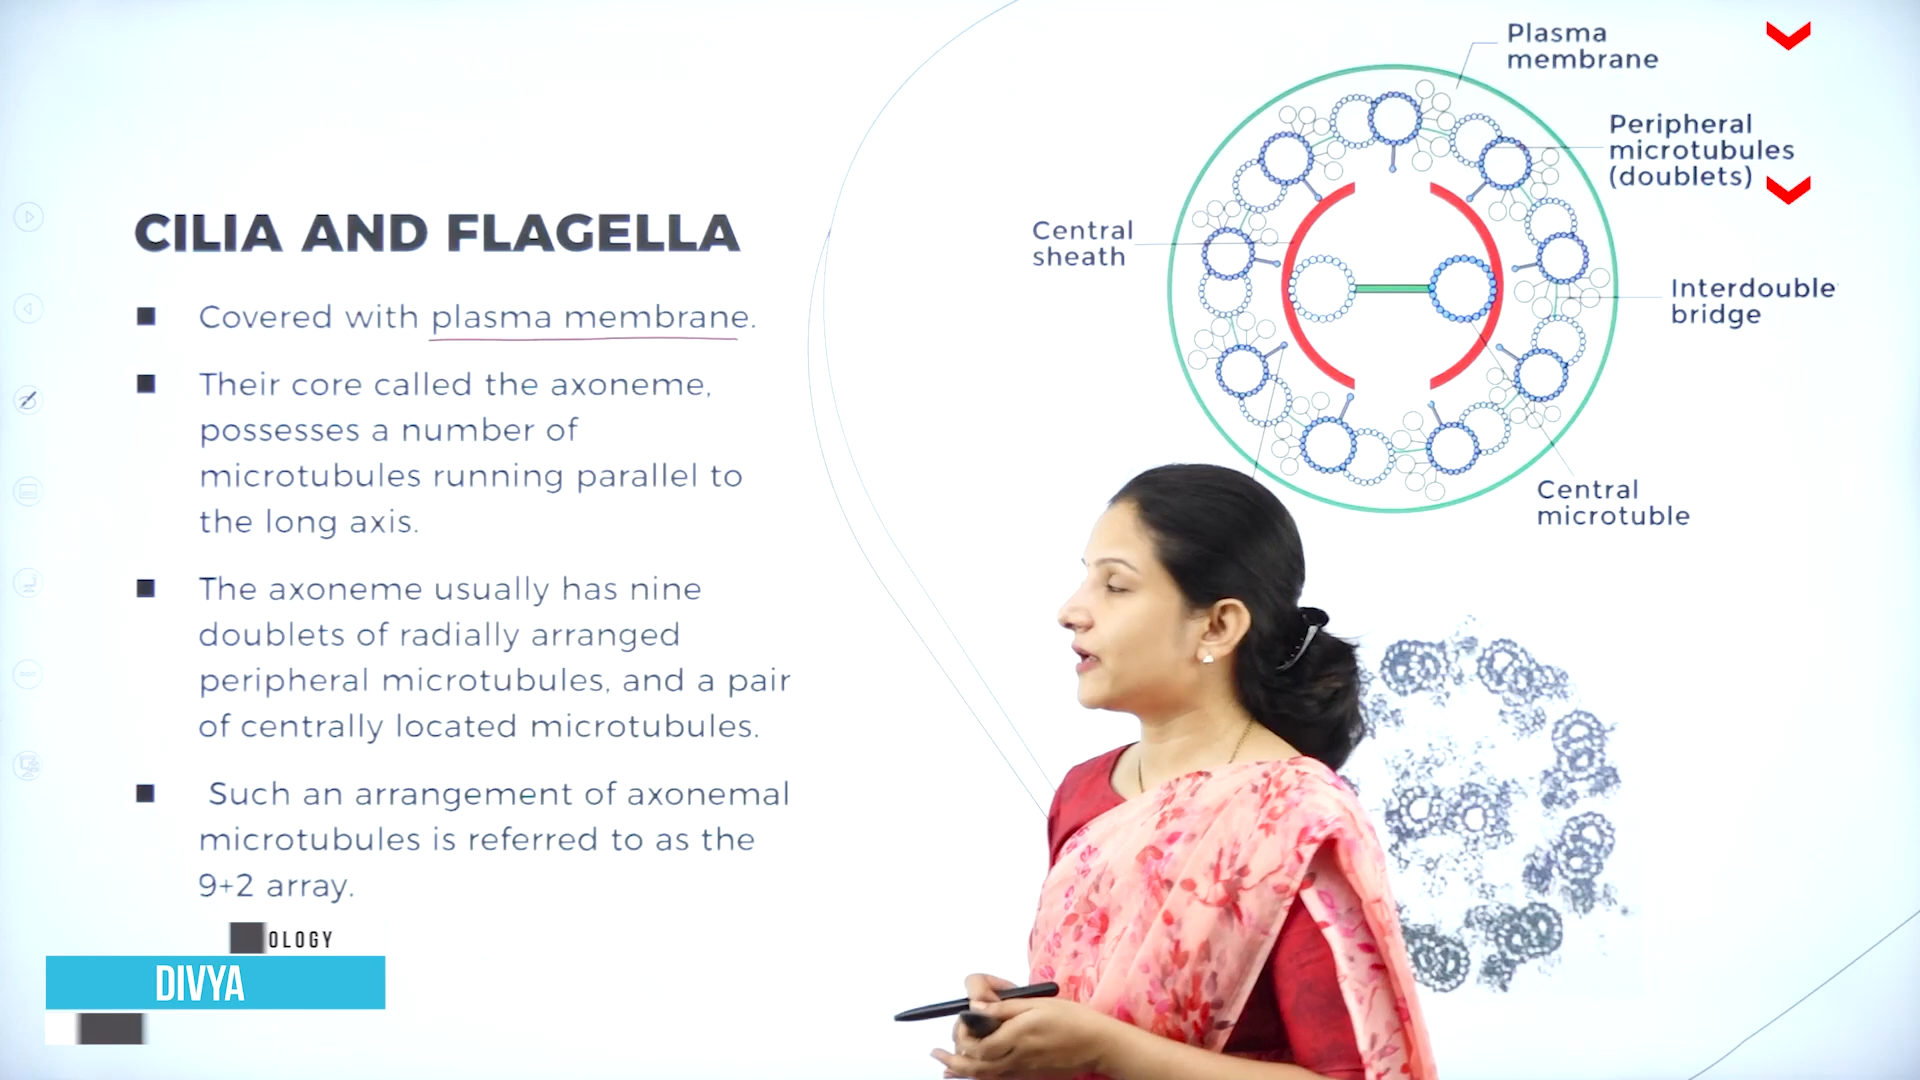 CILIA AND FLAGELLA
Covered with plasma membrane.
Their core called the axoneme,
possesses a number of
microtubules running parallel to
the long axis.
The axoneme usually has nine
doublets of radially arranged
peripheral microtubules, and a pair
of centrally located microtubules.
Such an arrangement of axonemal
microtubules is referred to as the
9+2 array.
Plasma
membrane
Peripheral
microtubules
(doublets)
Central
sheath
Interdouble
bridge
Central
microtuble
OLOGY
DIVYA